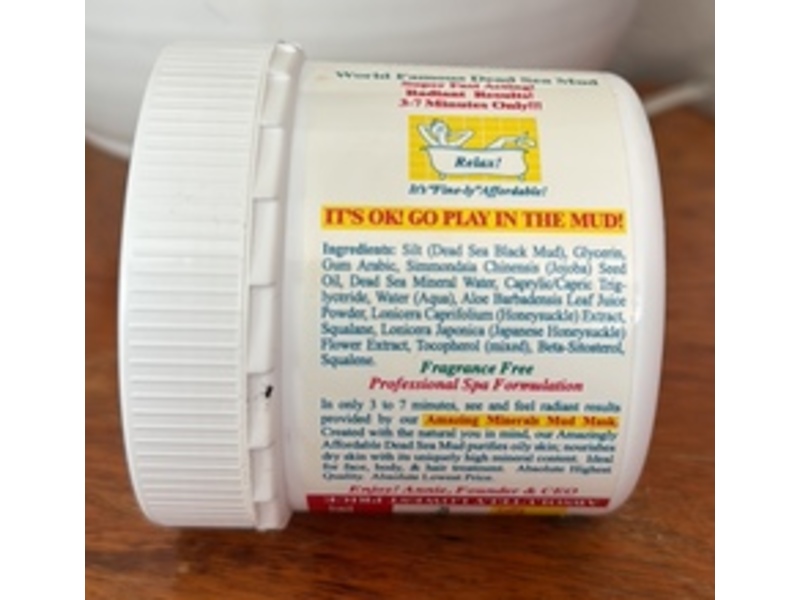 World Famous Dead Sea Mud
Super Fast Acting!
Radiant Results!
3-7 Minutes Only!!!
Relax!
It's "Fine-ly" Affordable!
IT'S OK! GO PLAY IN THE MUD!
Ingredients: Silt (Dead Sea Black Mud), Glycerin,
Gum Arabic, Simmondsia Chinensis (Jojoba) Seed
Oil, Dead Sea Mineral Water, Caprylic/Capric Trig-
lyceride, Water (Aqua), Aloe Barbadensis Leaf Juice
Powder, Lonicera Caprifolium (Honeysuckle) Extract,
Squalane, Lonicera Japonica (Japanese Honeysuckle)
Flower Extract, Tocopherol (mixed), Beta-Sitosterol,
Squalene.
Fragrance Free
Professional Spa Formulation
In only 3 to 7 minutes, see and feel radiant results
provided by our Amazing Minerals Mud Mask.
Created with the natural you in mind, our Amazingly
Affordable Dead Sea Mud purifies oily skin; nourishes
dry skin with its uniquely high mineral content. Ideal
for face, body, & hair treatment. Absolute Highest
Quality. Absolute Lowest Price.
Enjoy! Annie, Founder & CEO